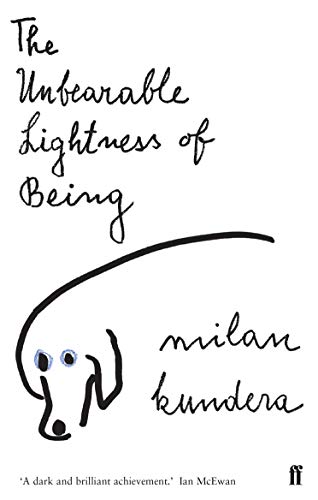 The
Unbearable
Lightness of
Being
milan
kundera
'A dark and brilliant achievement.' Ian McEwan
ff